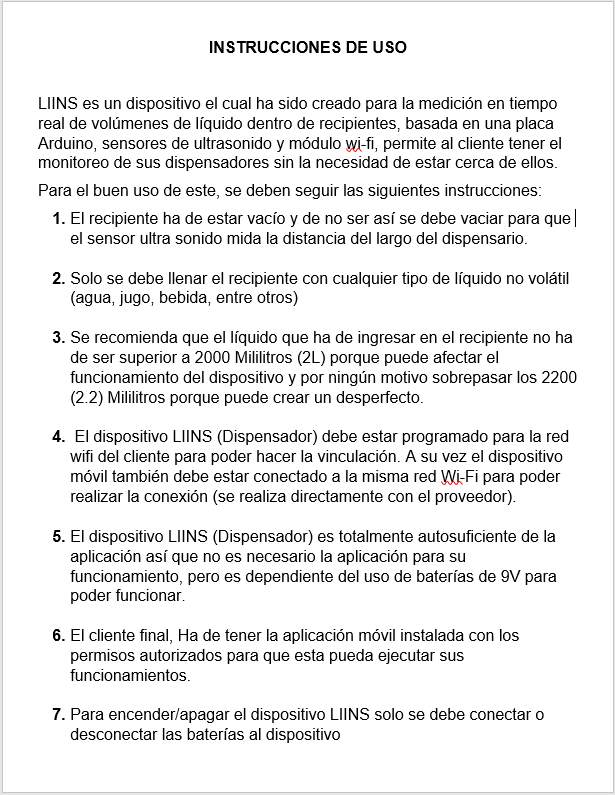 INSTRUCCIONES DE USO
LIINS es un dispositivo el cual ha sido creado para la medición en tiempo
real de volúmenes de líquido dentro de recipientes, basada en una placa
Arduino, sensores de ultrasonido y módulo wi-fi, permite al cliente tener el
monitoreo de sus dispensadores sin la necesidad de estar cerca de ellos.
Para el buen uso de este, se deben seguir las siguientes instrucciones:
1. El recipiente ha de estar vacío y de no ser así se debe vaciar para que
el sensor ultra sonido mida la distancia del largo del dispensario.
2. Solo se debe llenar el recipiente con cualquier tipo de líquido no volátil
(agua, jugo, bebida, entre otros)
3. Se recomienda que el líquido que ha de ingresar en el recipiente no ha
de ser superior a 2000 Mililitros (2L) porque puede afectar el
funcionamiento del dispositivo y por ningún motivo sobrepasar los 2200
(2.2) Mililitros porque puede crear un desperfecto.
4. El dispositivo LIINS (Dispensador) debe estar programado para la red
wifi del cliente para poder hacer la vinculación. A su vez el dispositivo
móvil también debe estar conectado a la misma red Wi-Fi para poder
realizar la conexión (se realiza directamente con el proveedor).
5. El dispositivo LIINS (Dispensador) es totalmente autosuficiente de la
aplicación así que no es necesario la aplicación para su
funcionamiento, pero es dependiente del uso de baterías de 9V para
poder funcionar.
6. El cliente final, Ha de tener la aplicación móvil instalada con los
permisos autorizados para que esta pueda ejecutar sus
funcionamientos.
7. Para encender/apagar el dispositivo LIINS solo se debe conectar o
desconectar las baterías al dispositivo